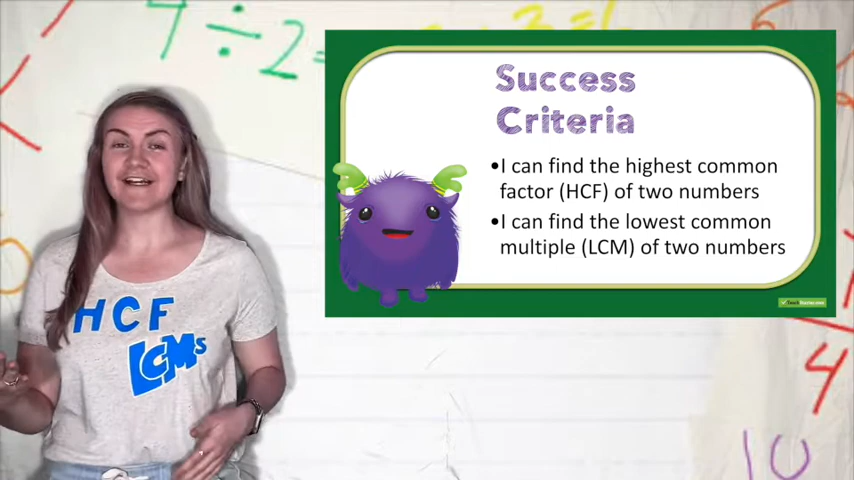 4 ÷ 2 =
Success
Criteria
•I can find the highest common
factor (HCF) of two numbers
•I can find the lowest common
multiple (LCM) of two numbers
HCF
LCMs
4
10